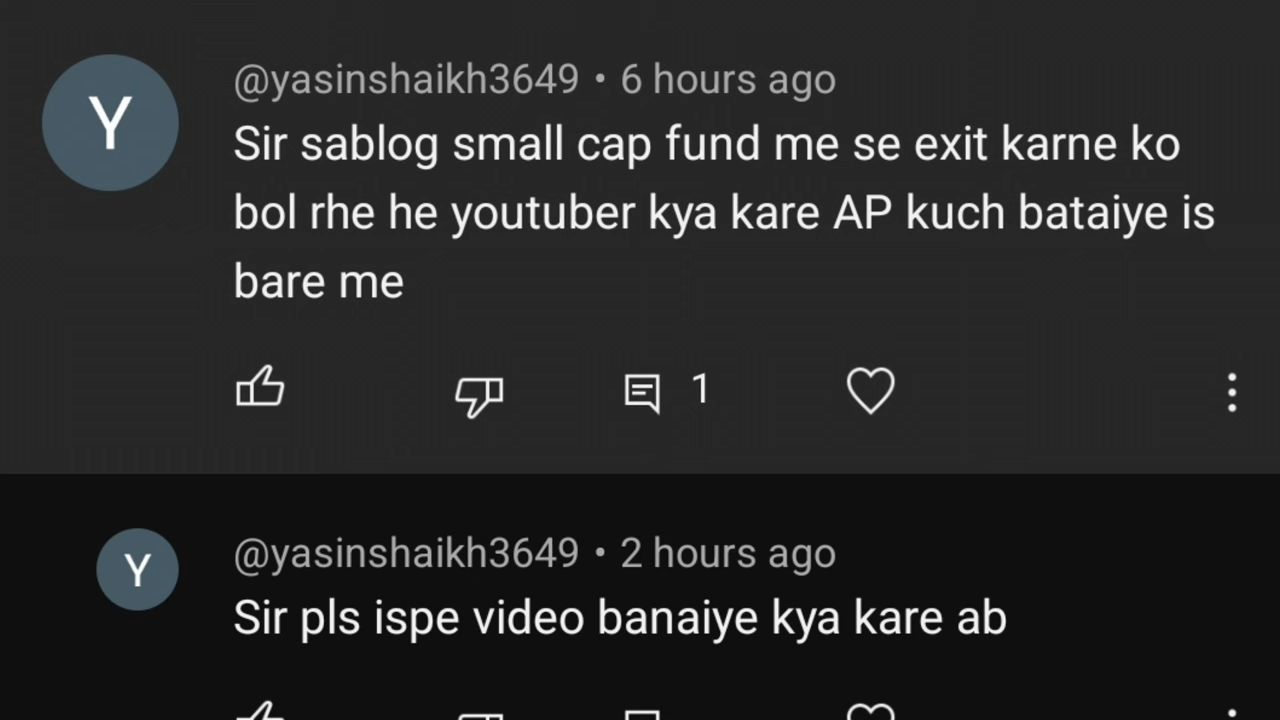 Y
@yasinshaikh3649 • 6 hours ago
Sir sablog small cap fund me se exit karne ko
bol rhe he youtuber kya kare AP kuch bataiye is
bare me
1
Y
@yasinshaikh3649 • 2 hours ago
Sir pls ispe video banaiye kya kare ab